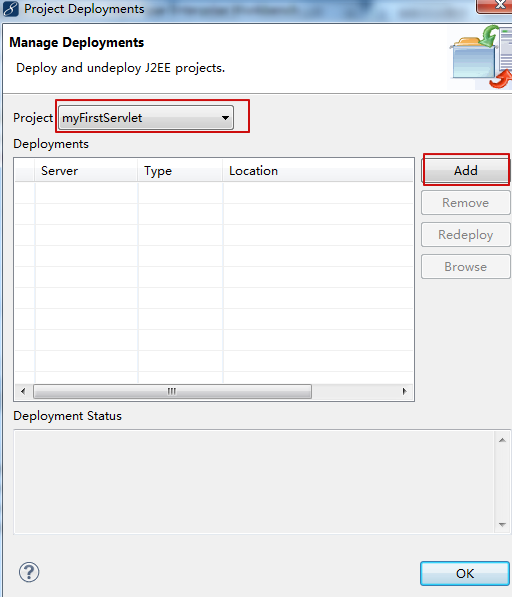 Project Deployments
Manage Deployments
Deploy and undeploy J2EE projects.
Project myFirstServlet
Deployments
Server Type Location
Add
Remove
Redeploy
Browse
Deployment Status
?
OK